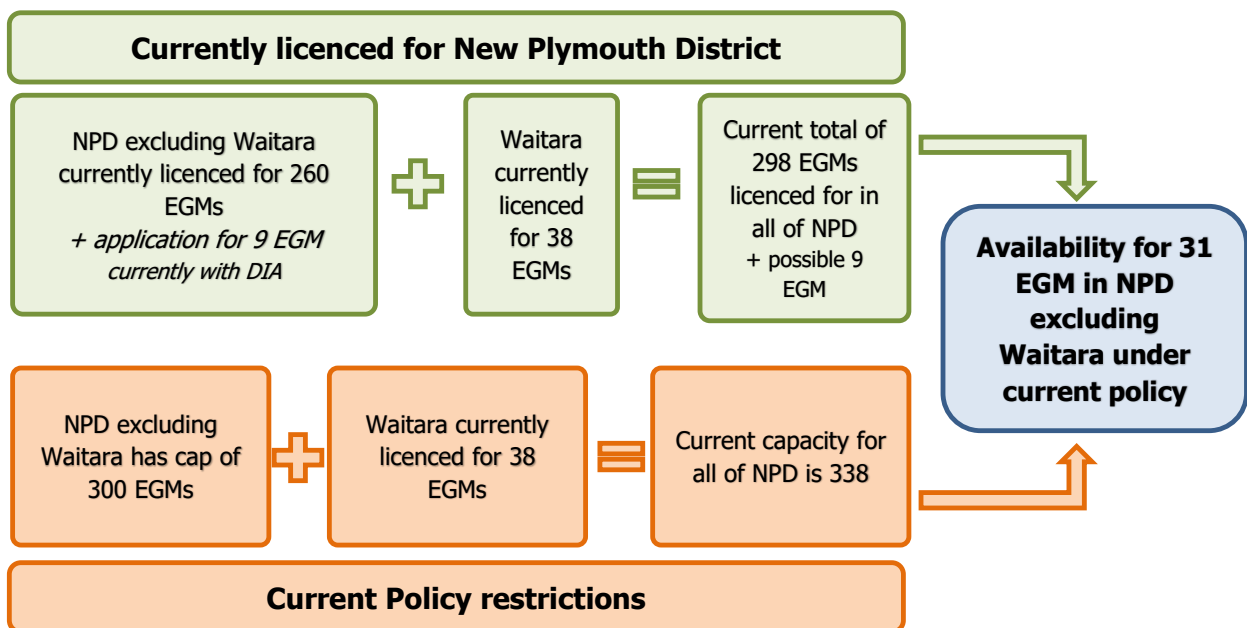 Currently licenced for New Plymouth District
NPD excluding Waitara
currently licenced for 260
EGMs
+ application for 9 EGM
currently with DIA
Waitara
currently
licenced
for 38
EGMs
Current total of
298 EGMs
licenced for in
all of NPD
+ possible 9
EGM
Availability for 31
EGM in NPD
excluding
Waitara under
current policy
NPD excluding
Waitara has cap of
300 EGMs
Waitara currently
licenced for 38
EGMs
Current capacity for
all of NPD is 338
Current Policy restrictions